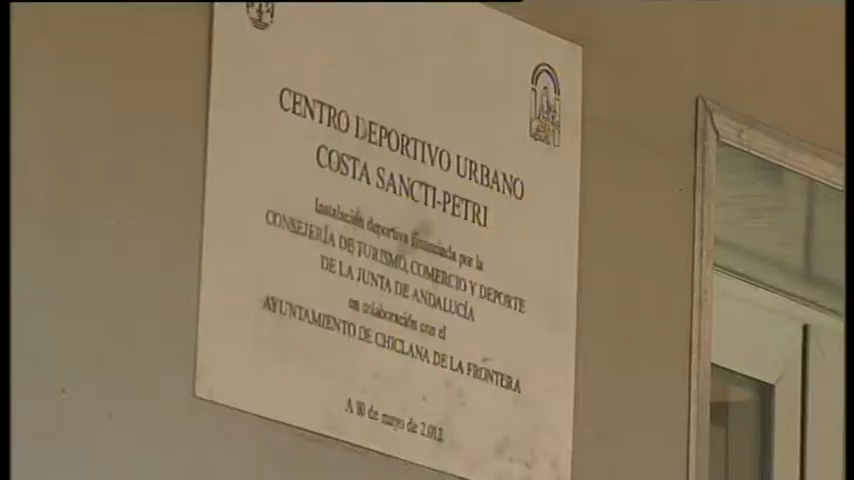 CENTRO DEPORTIVO URBANO
COSTA SANCTI-PETRI
Instalación deportiva financiada por la
CONSEJERÍA DE TURISMO, COMERCIO Y DEPORTE
DE LA JUNTA DE ANDALUCÍA
en colaboración con el
AYUNTAMIENTO DE CHICLANA DE LA FRONTERA
A 10 de mayo de 2.012